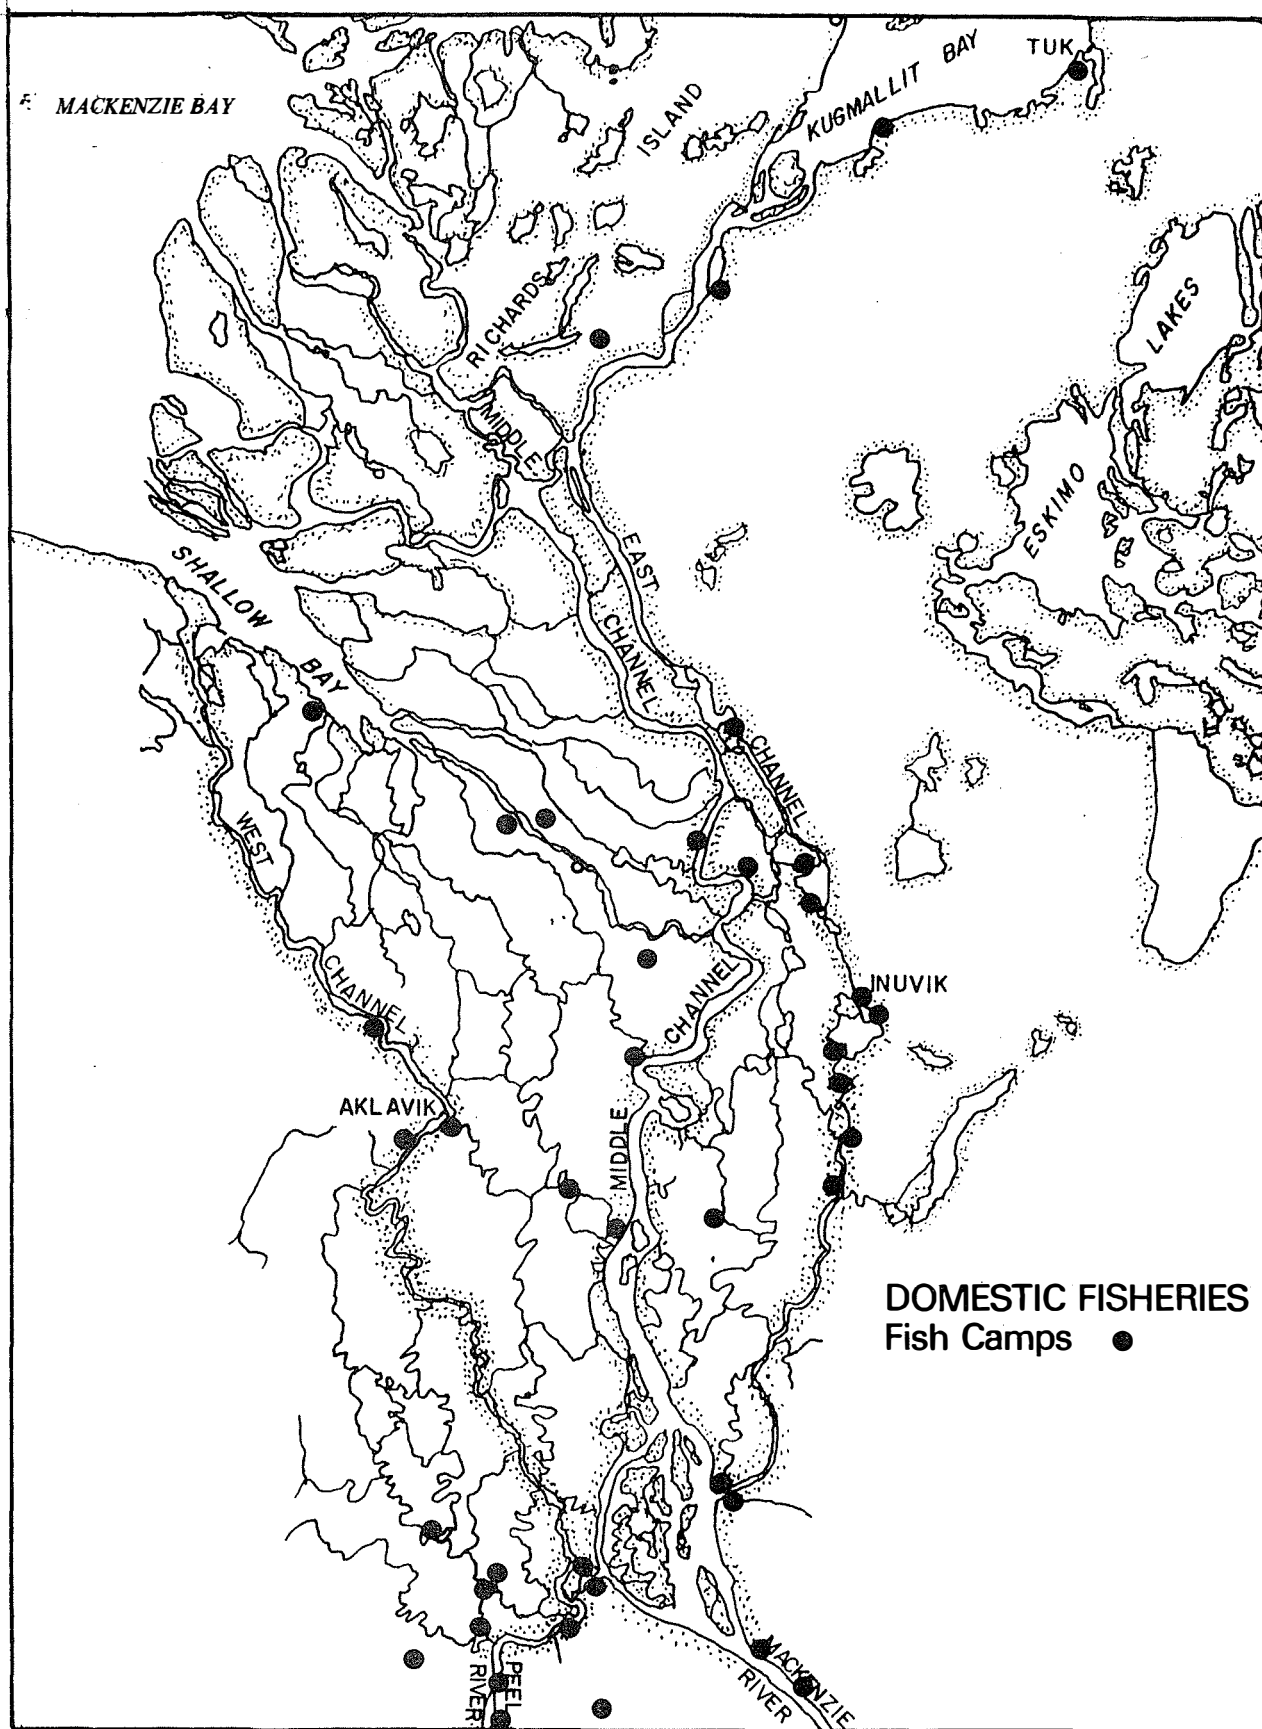 TUK
BAY
KUGMALLIT
MACKENZIE BAY
ISLAND
RICHARDS
LAKES
ESKIMO
MIDDLE
CHANNEL
EAST
CHANNEL
SHALLOW
BAY
WEST
CHANNEL
INUVIK
CHANNEL
MIDDLE
AKLAVIK
DOMESTIC FISHERIES
Fish Camps
PEEL
RIVER
MACKENZIE
RIVER